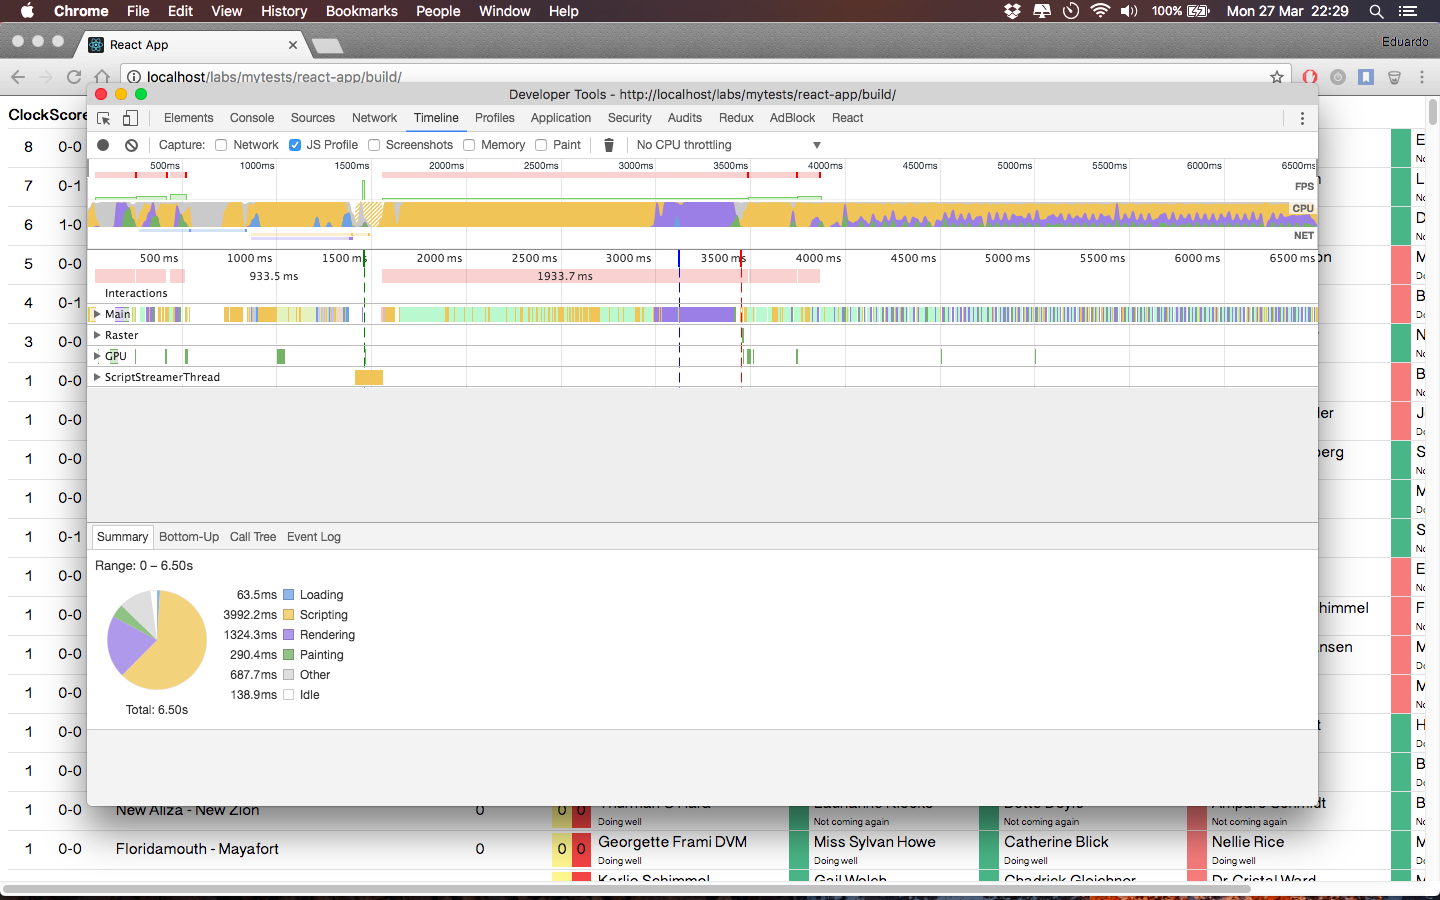 Chrome File Edit View History Bookmarks People Window Help 100% Mon 27 Mar 22:29
React App Eduardo
localhost/labs/mytests/react-app/build/
Developer Tools - http://localhost/labs/mytests/react-app/build/
Elements Console Sources Network Timeline Profiles Application Security Audits Redux AdBlock React
Capture: Network JS Profile Screenshots Memory Paint No CPU throttling
500ms 1000ms 1500ms 2000ms 2500ms 3000ms 3500ms 4000ms 4500ms 5000ms 5500ms 6000ms 6500ms
FPS
CPU
NET
500 ms 1000 ms 1500 ms 2000 ms 2500 ms 3000 ms 3500 ms 4000 ms 4500 ms 5000 ms 5500 ms 6000 ms 6500 ms
933.5 ms 1933.7 ms
Interactions
Main
Raster
GPU
ScriptStreamerThread
Summary Bottom-Up Call Tree Event Log
Range: 0 – 6.50s
63.5ms Loading
3992.2ms Scripting
1324.3ms Rendering
290.4ms Painting
687.7ms Other
138.9ms Idle
Total: 6.50s
ClockScore
8 0-0
7 0-1
6 1-0
5 0-0
4 0-1
3 0-0
1 0-0
1 0-0
1 0-0
1 0-0
1 0-1
1 0-0
1 0-0
1 0-0
1 0-0
1 0-0
1 0-0
1 0-0 New Aliza - New Zion 0 0 0 Doing well Not coming again Not coming again Not coming again
1 0-0 Floridamouth - Mayafort 0 0 0 Georgette Frami DVM Miss Sylvan Howe Catherine Blick Nellie Rice
Doing well Doing well Doing well Doing well
Karlie Schimmel Gail Welch Chadrick Gleichner Dr. Cristal Ward